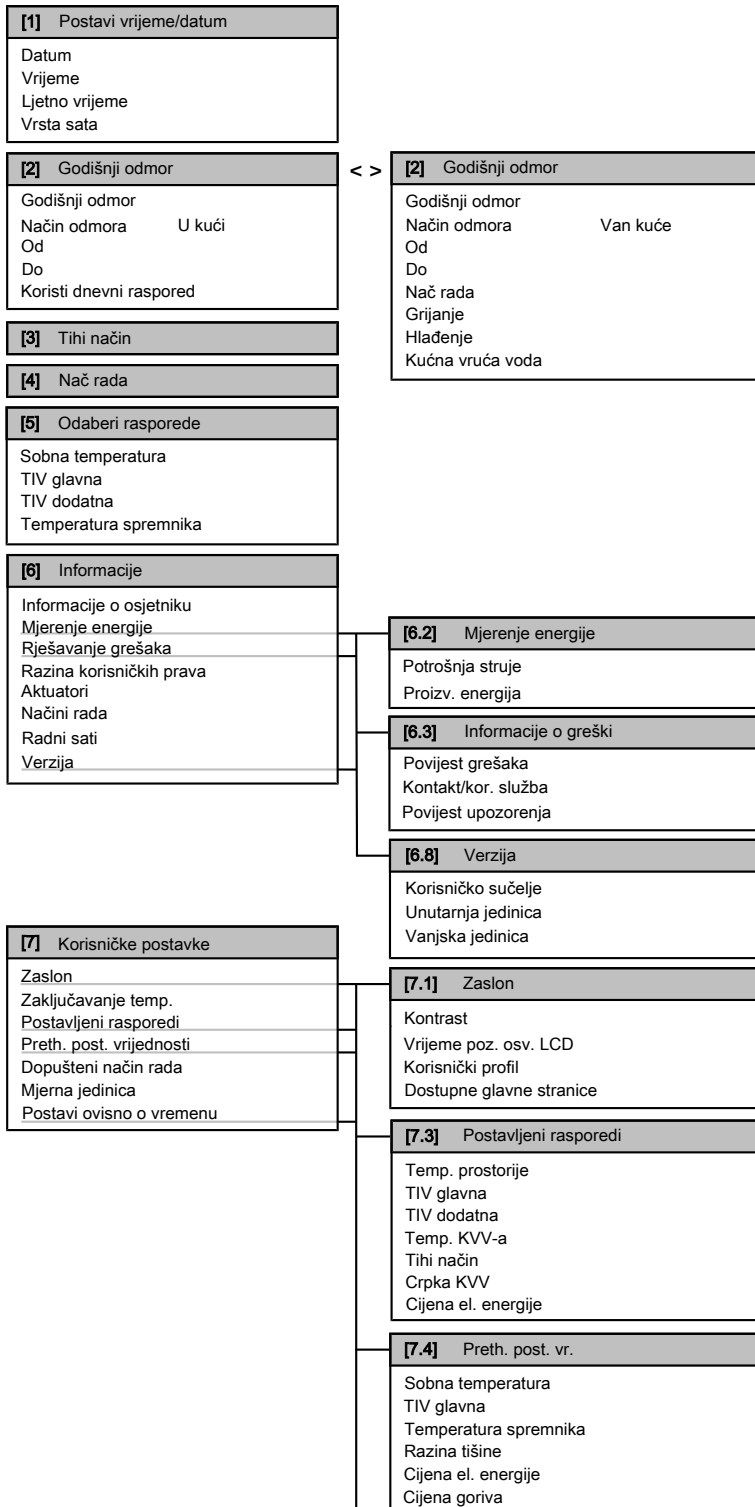 [1] Postavi vrijeme/datum
Datum
Vrijeme
Ljetno vrijeme
Vrsta sata
[2] Godišnji odmor
Godišnji odmor
Način odmora U kući
Od
Do
Koristi dnevni raspored
< >
[2] Godišnji odmor
Godišnji odmor
Način odmora Van kuće
Od
Do
Nač rada
Grijanje
Hlađenje
Kućna vruća voda
[3] Tihi način
[4] Nač rada
[5] Odaberi rasporede
Sobna temperatura
TIV glavna
TIV dodatna
Temperatura spremnika
[6] Informacije
Informacije o osjetniku
Mjerenje energije
Rješavanje grešaka
Razina korisničkih prava
Aktuatori
Načini rada
Radni sati
Verzija
[6.2] Mjerenje energije
Potrošnja struje
Proizv. energija
[6.3] Informacije o greški
Povijest grešaka
Kontakt/kor. služba
Povijest upozorenja
[6.8] Verzija
Korisničko sučelje
Unutarnja jedinica
Vanjska jedinica
[7] Korisničke postavke
Zaslon
Zaključavanje temp.
Postavljeni rasporedi
Preth. post. vrijednosti
Dopušteni način rada
Mjerna jedinica
Postavi ovisno o vremenu
[7.1] Zaslon
Kontrast
Vrijeme poz. osv. LCD
Korisnički profil
Dostupne glavne stranice
[7.3] Postavljeni rasporedi
Temp. prostorije
TIV glavna
TIV dodatna
Temp. KVV-a
Tihi način
Crpka KVV
Cijena el. energije
[7.4] Preth. post. vr.
Sobna temperatura
TIV glavna
Temperatura spremnika
Razina tišine
Cijena el. energije
Cijena goriva